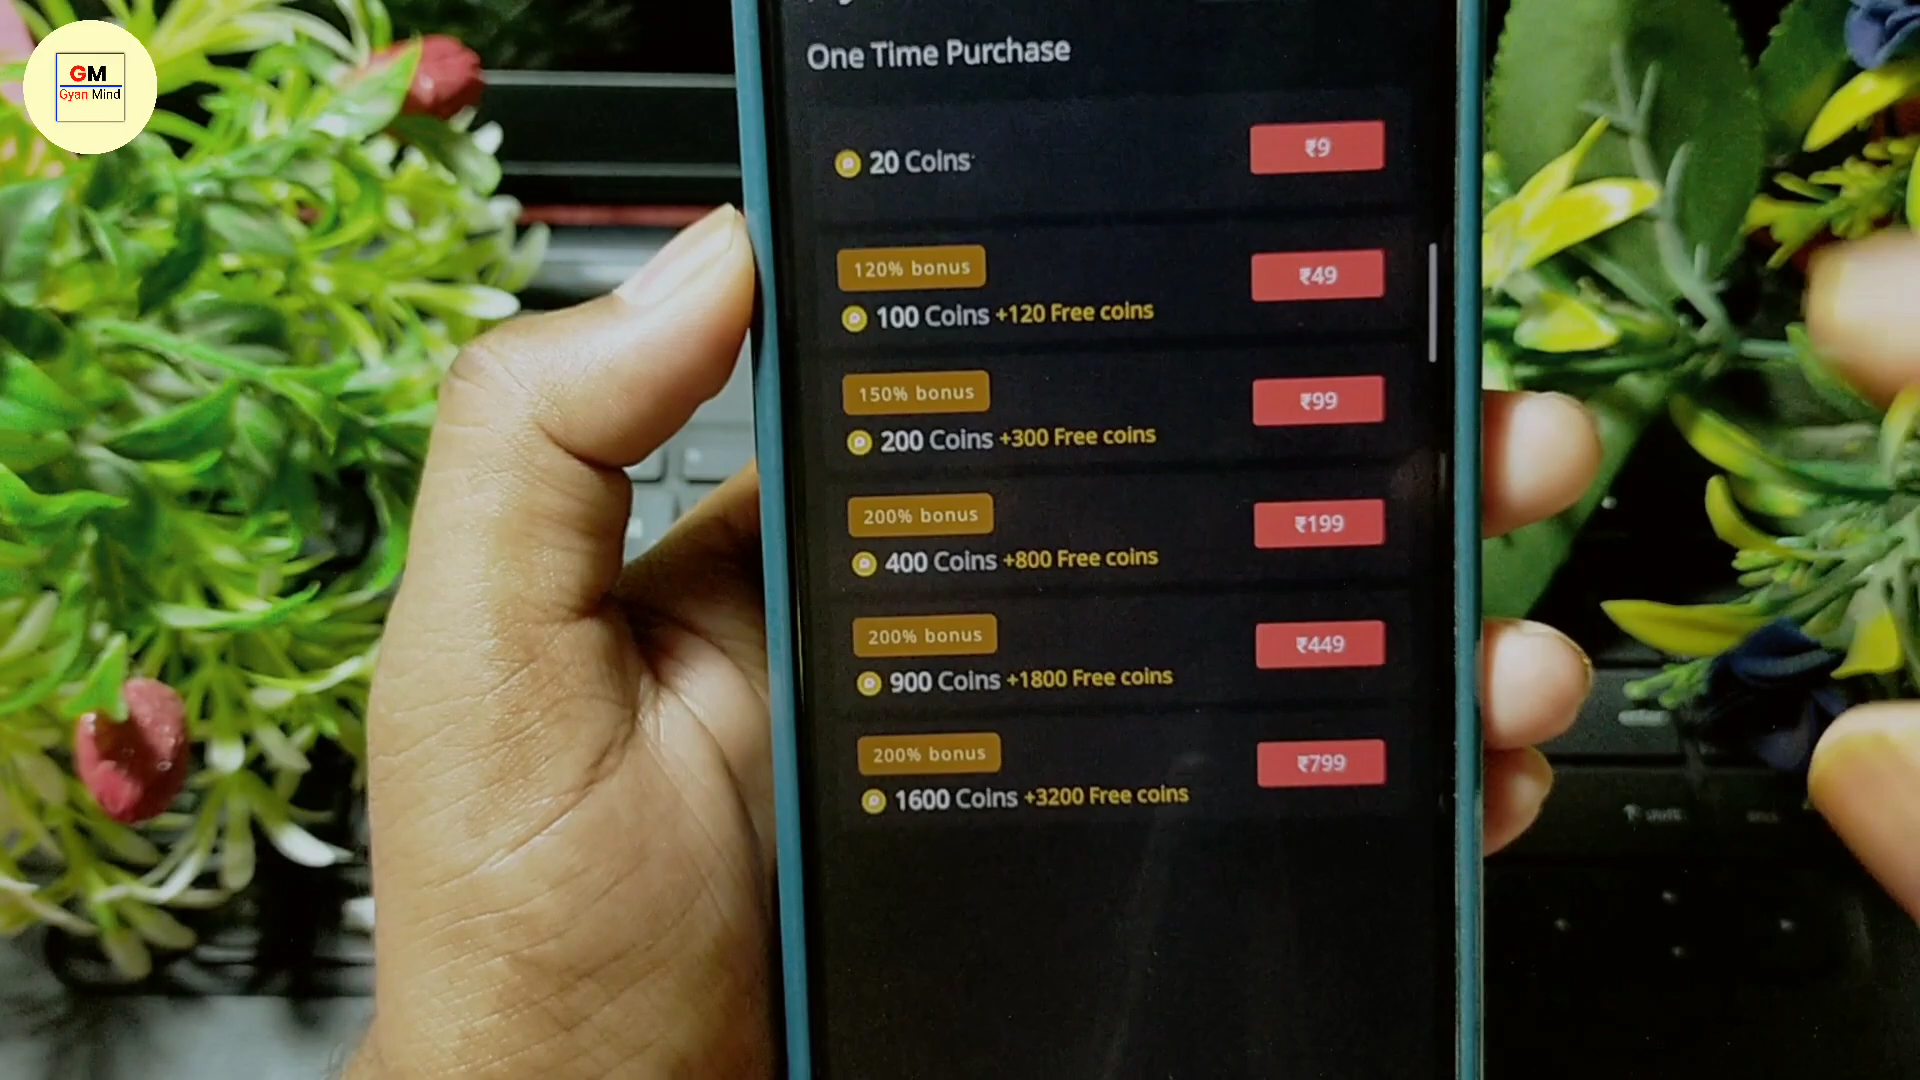 GM
Gyan Mind
One Time Purchase
20 Coins
₹9
120% bonus
100 Coins +120 Free coins
₹49
150% bonus
200 Coins +300 Free coins
₹99
200% bonus
400 Coins +800 Free coins
₹199
200% bonus
900 Coins +1800 Free coins
₹449
200% bonus
1600 Coins +3200 Free coins
₹799